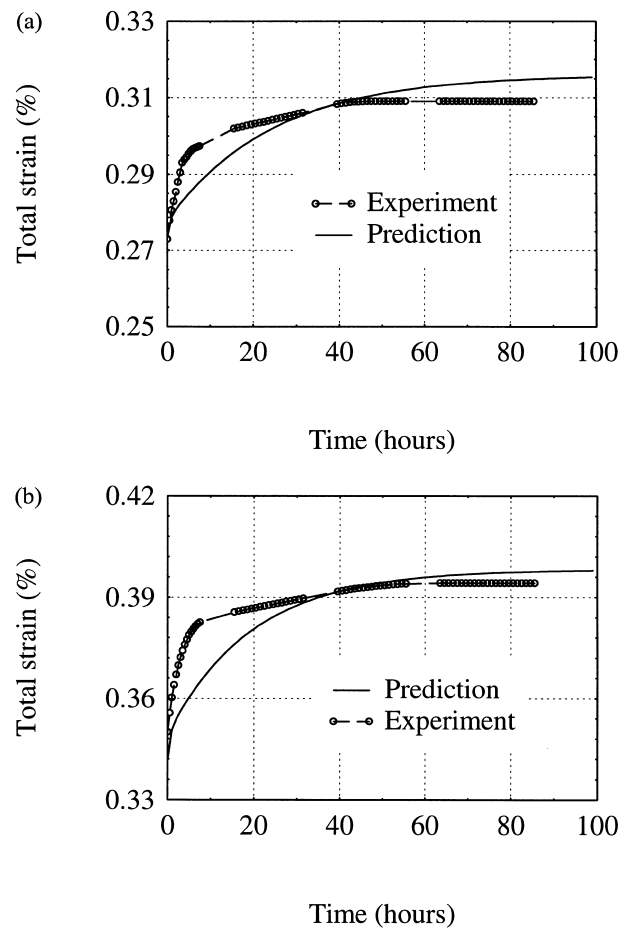 (a)
Total strain (%)
0.33
0.31
0.29
0.27
0.25
Experiment
Prediction
0 20 40 60 80 100
Time (hours)
(b)
Total strain (%)
0.42
0.39
0.36
0.33
Prediction
Experiment
0 20 40 60 80 100
Time (hours)